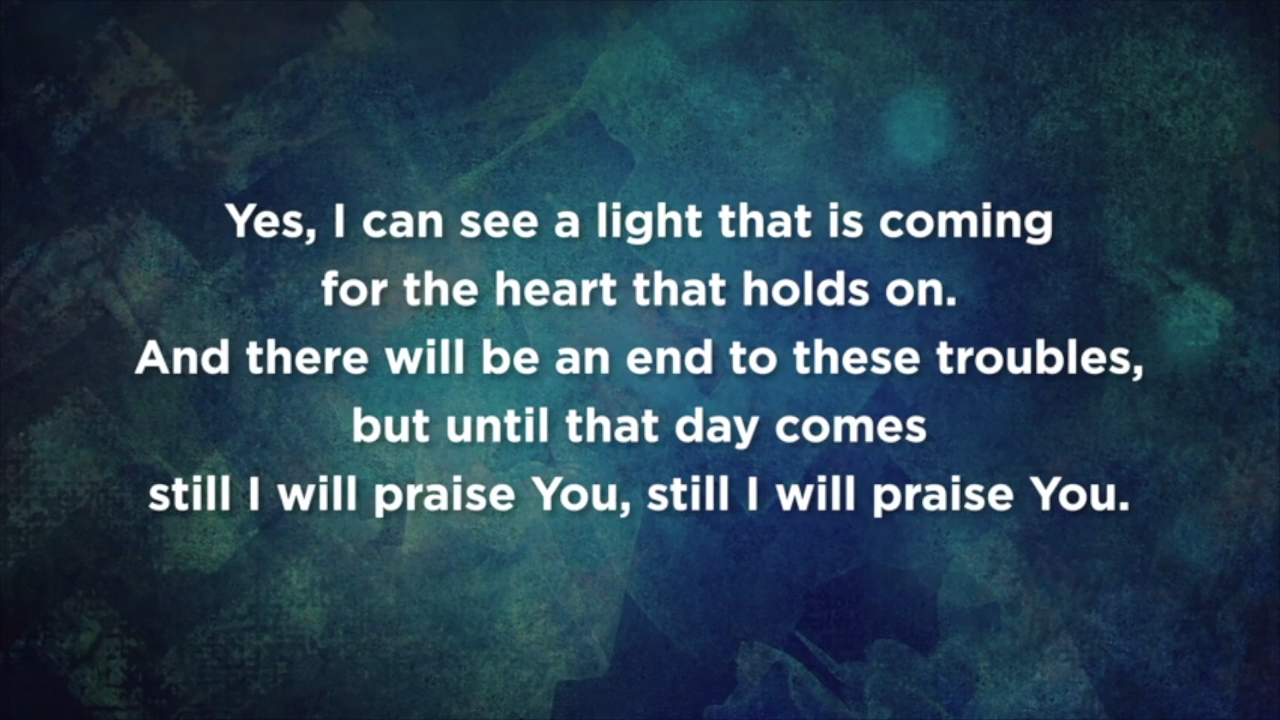 Yes, I can see a light that is coming
for the heart that holds on.
And there will be an end to these troubles,
but until that day comes
still I will praise You, still I will praise You.